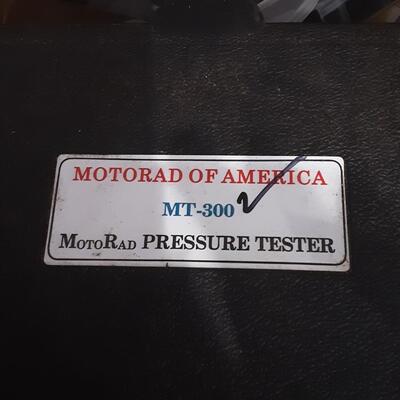 MOTORAD OF AMERICA
MT-300
MOTORAD PRESSURE TESTER